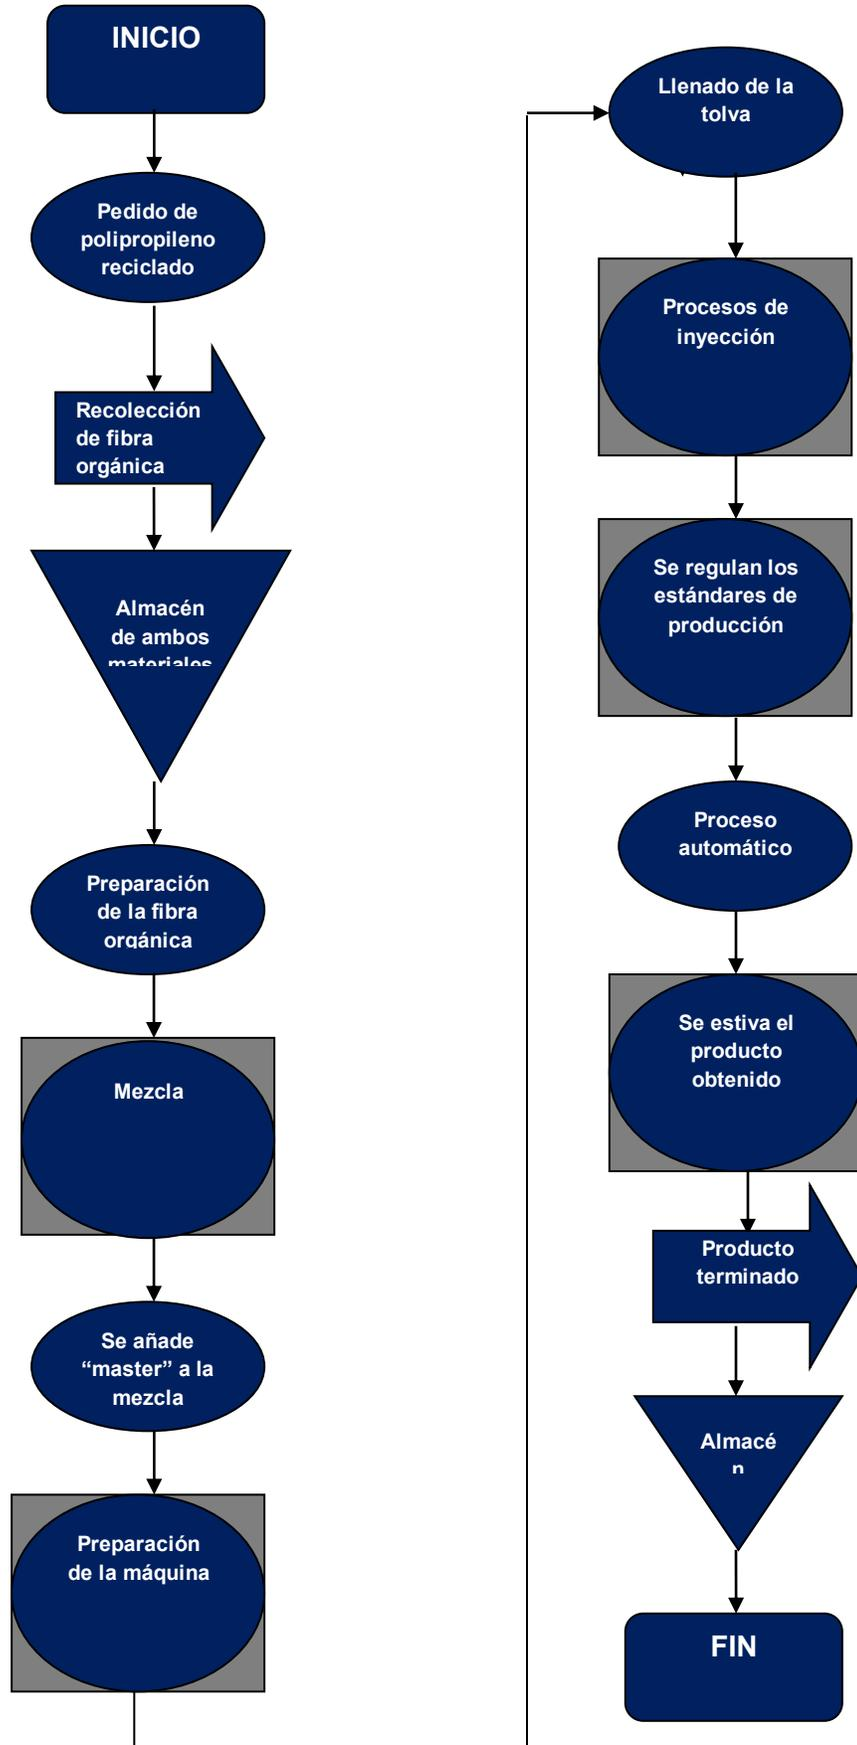 INICIO
Pedido de
polipropileno
reciclado
Recolección
de fibra
orgánica
Almacén
de ambos
materiales
Preparación
de la fibra
orgánica
Mezcla
Se añade
“master” a la
mezcla
Preparación
de la máquina
Llenado de la
tolva
Procesos de
inyección
Se regulan los
estándares de
producción
Proceso
automático
Se estiva el
producto
obtenido
Producto
terminado
Almacé
n
FIN